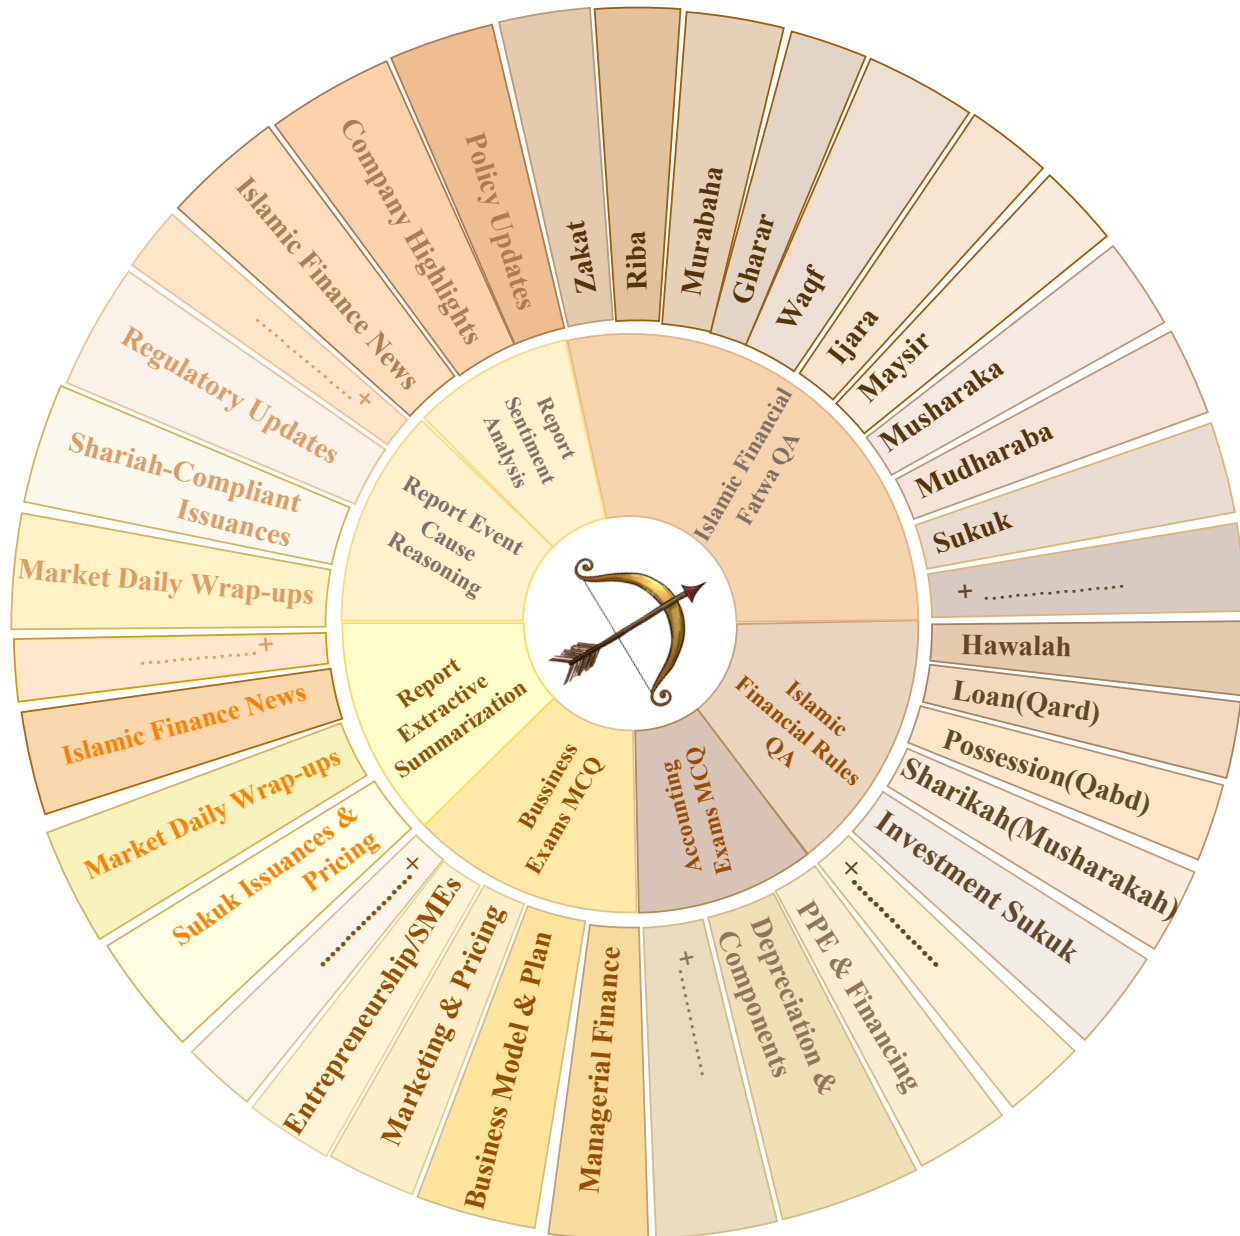 Islamic Financial
Fatwa QA
Islamic
Financial Rules
QA
Accounting
Exams MCQ
Bussiness
Exams MCQ
Report
Extractive
Summarization
Report Event
Cause
Reasoning
Report
Sentiment
Analysis
Zakat
Riba
Murabaha
Gharar
Waqf
Ijara
Maysir
Musharaka
Mudharaba
Sukuk
+ .................
Hawalah
Loan(Qard)
Possession(Qabd)
Sharikah(Musharakah)
Investment Sukuk
+.............
PPE & Financing
Depreciation &
Components
+.............
Managerial Finance
Business Model & Plan
Marketing & Pricing
Entrepreneurship/SMEs
.............+
Sukuk Issuances &
Pricing
Market Daily Wrap-ups
Islamic Finance News
.............+
Market Daily Wrap-ups
Shariah-Compliant
Issuances
Regulatory Updates
.............+
Islamic Finance News
Company Highlights
Policy Updates